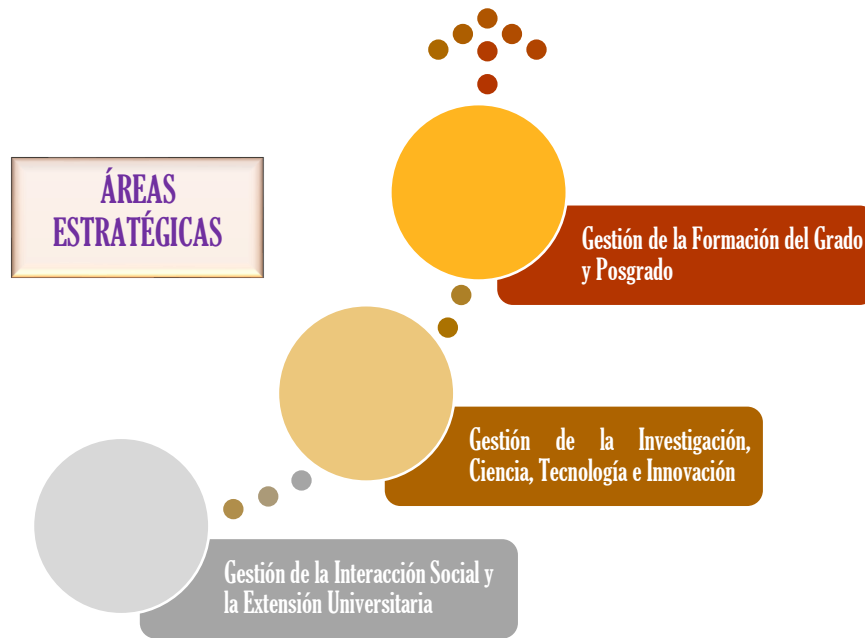 ÁREAS
ESTRATÉGICAS
Gestión de la Formación del Grado
y Posgrado
Gestión de la Investigación,
Ciencia, Tecnología e Innovación
Gestión de la Interacción Social y
la Extensión Universitaria